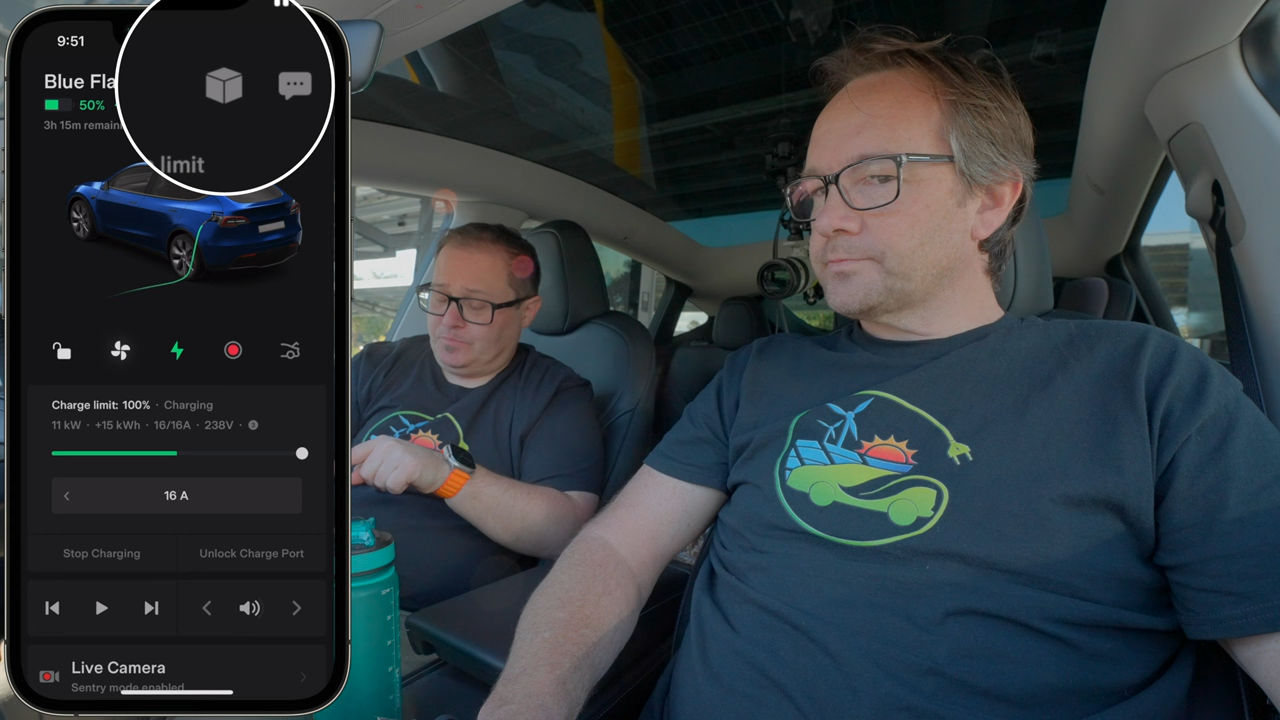 9:51
Blue Fla
50%
3h 15m remain
limit
Charge limit: 100% · Charging
11 kW · +15 kWh · 16/16A · 238V · 3
16 A
Stop Charging
Unlock Charge Port
Live Camera
Sentry mode enabled